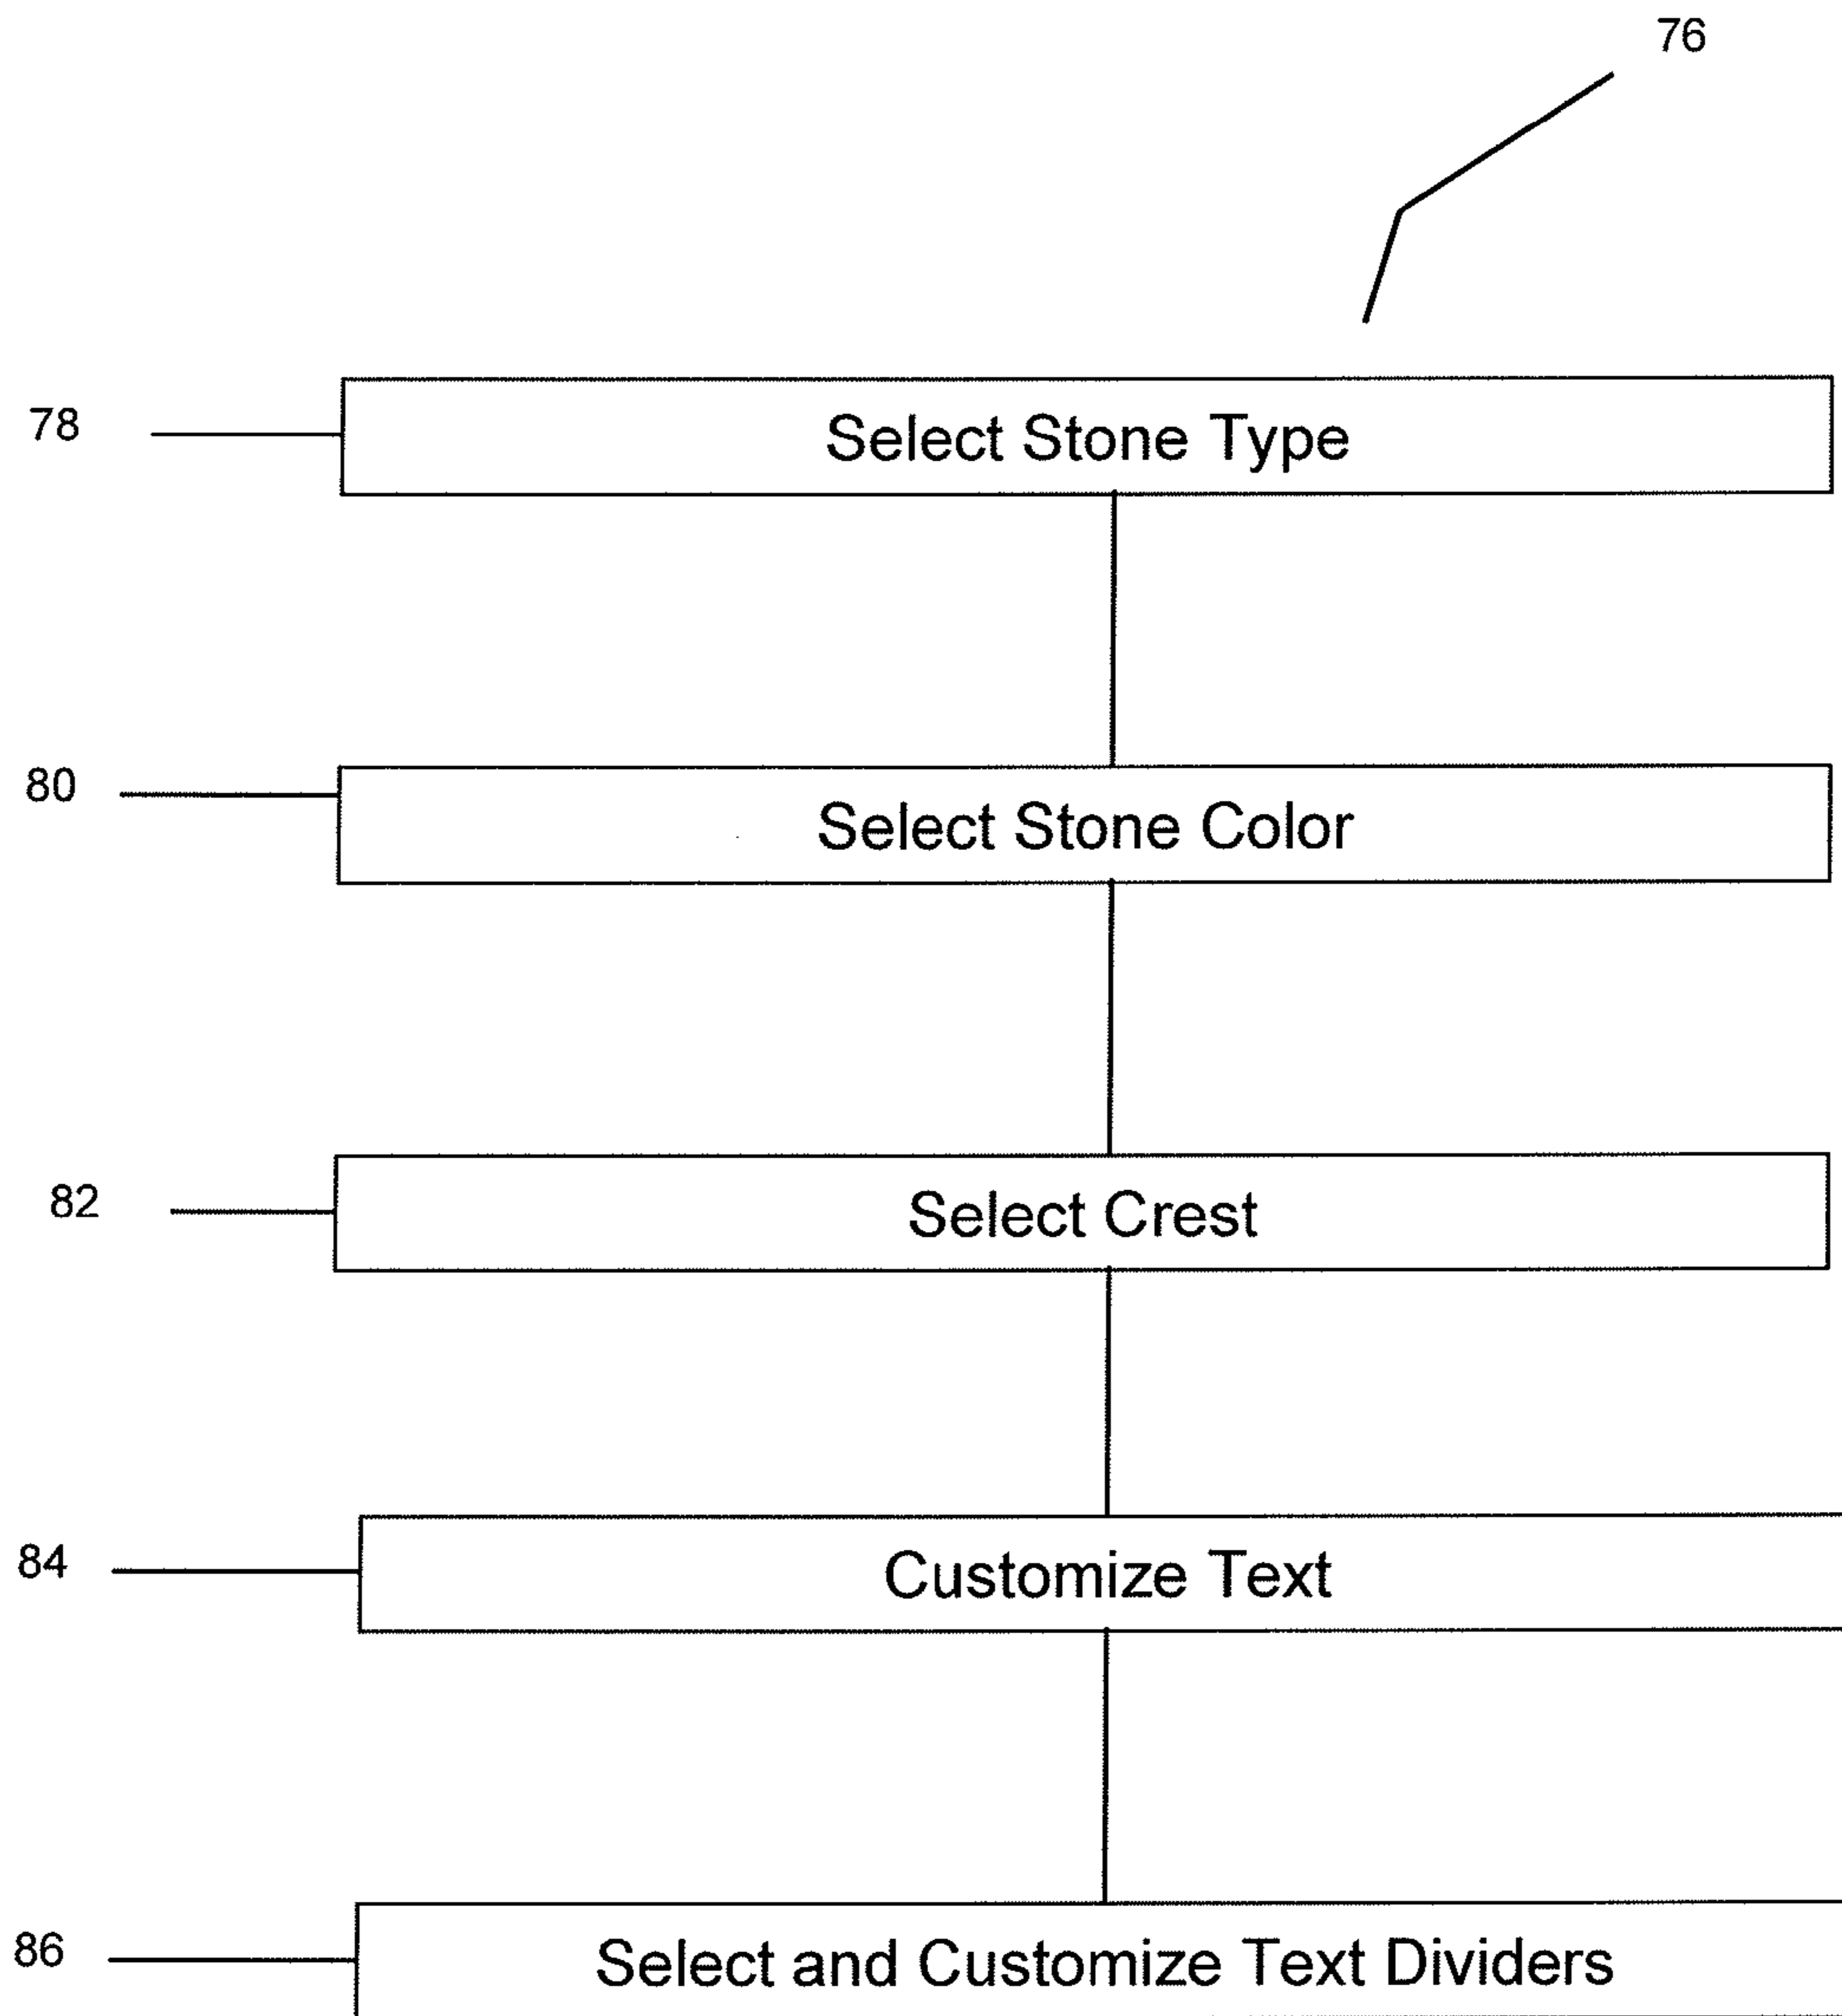 76
78
Select Stone Type
80
Select Stone Color
82
Select Crest
84
Customize Text
86
Select and Customize Text Dividers